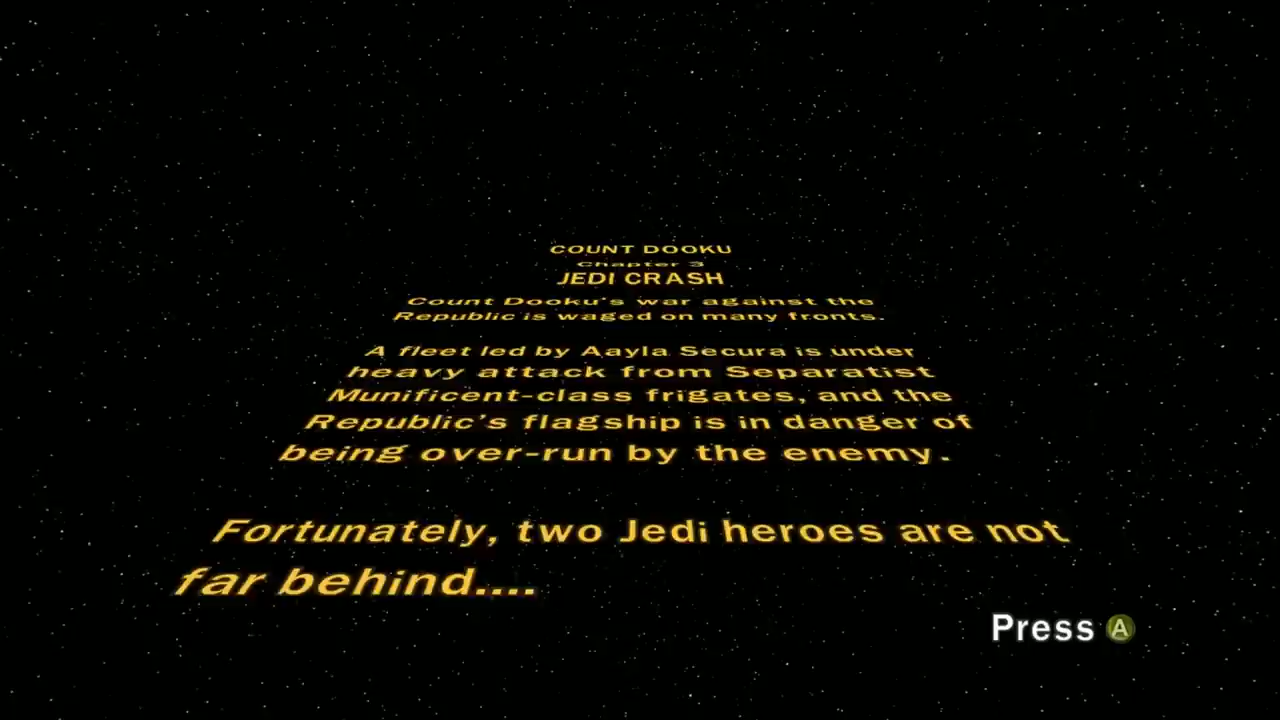 COUNT DOOKU
Chapter 3
JEDI CRASH
Count Dooku's war against the
Republic is waged on many fronts.
A fleet led by Aayla Secura is under
heavy attack from Separatist
Munificent-class frigates, and the
Republic's flagship is in danger of
being over-run by the enemy.
Fortunately, two Jedi heroes are not
far behind....
Press A